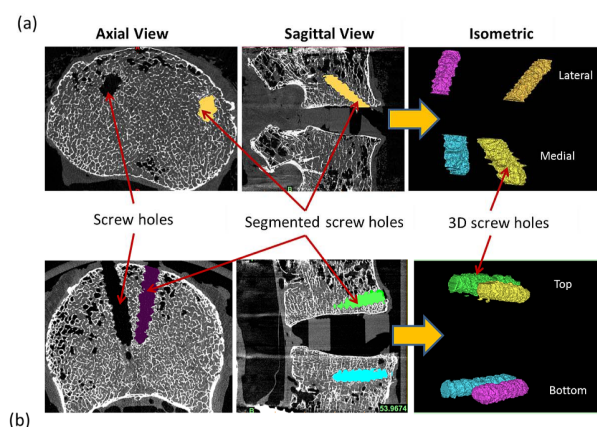 (a)
Axial View
Sagittal View
Isometric
Lateral
Medial
Screw holes
Segmented screw holes
3D screw holes
Top
Bottom
B
53.9674
(b)